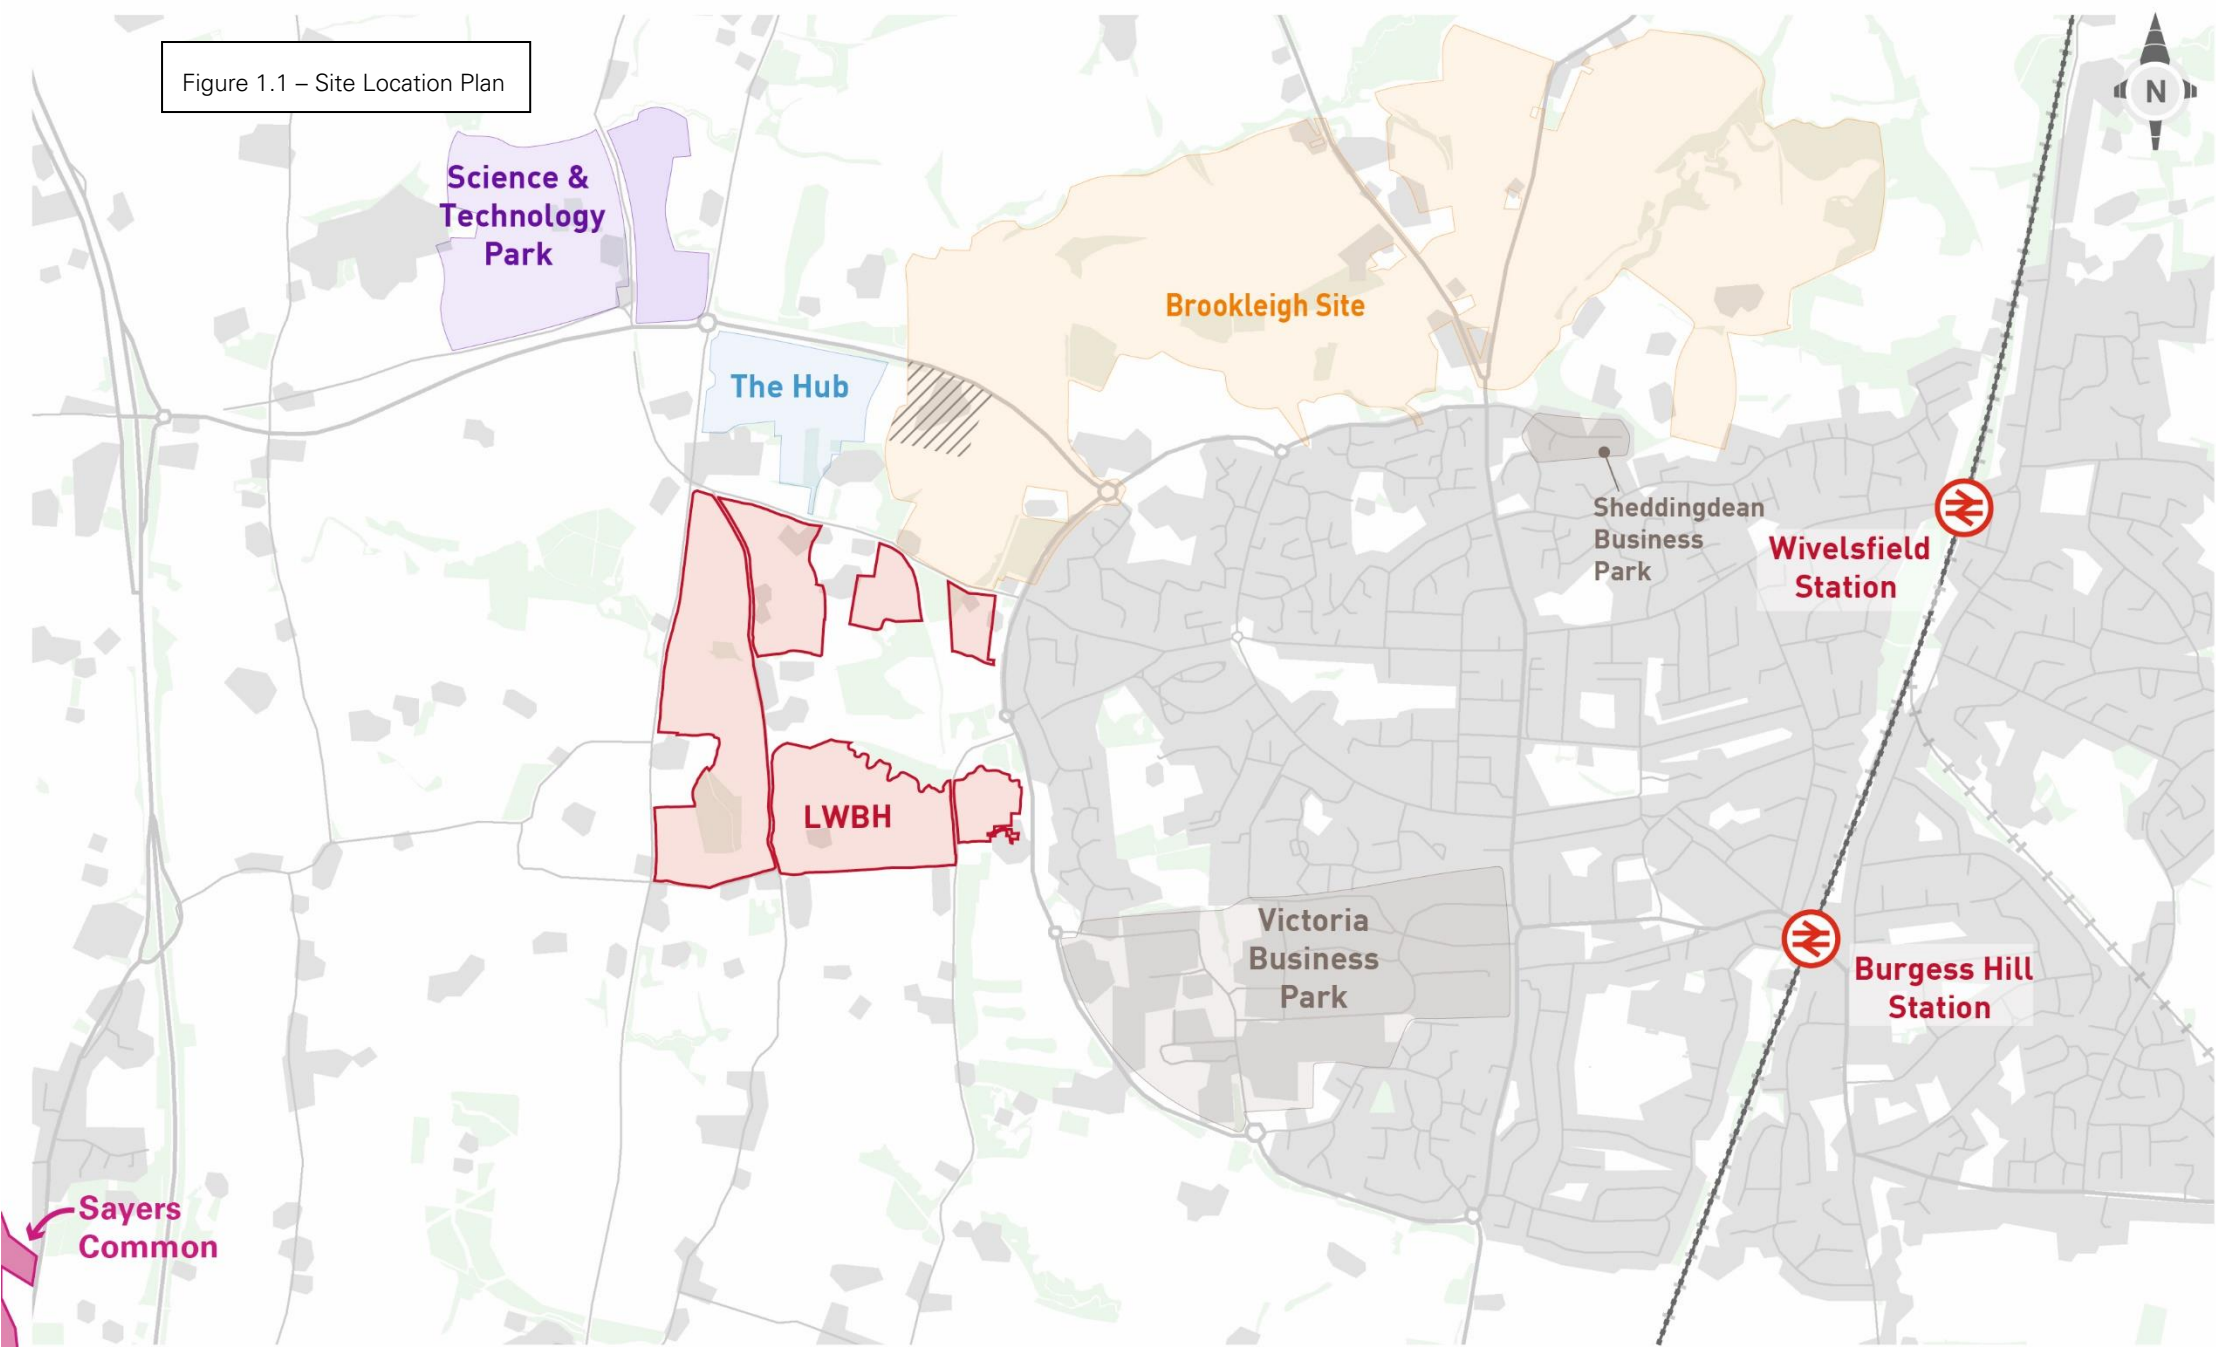 Figure 1.1 – Site Location Plan
N
Science &
Technology
Park
Brookleigh Site
The Hub
Sheddingdean
Business
Park
Wivelsfield
Station
LWBH
Victoria
Business
Park
Burgess Hill
Station
Sayers
Common